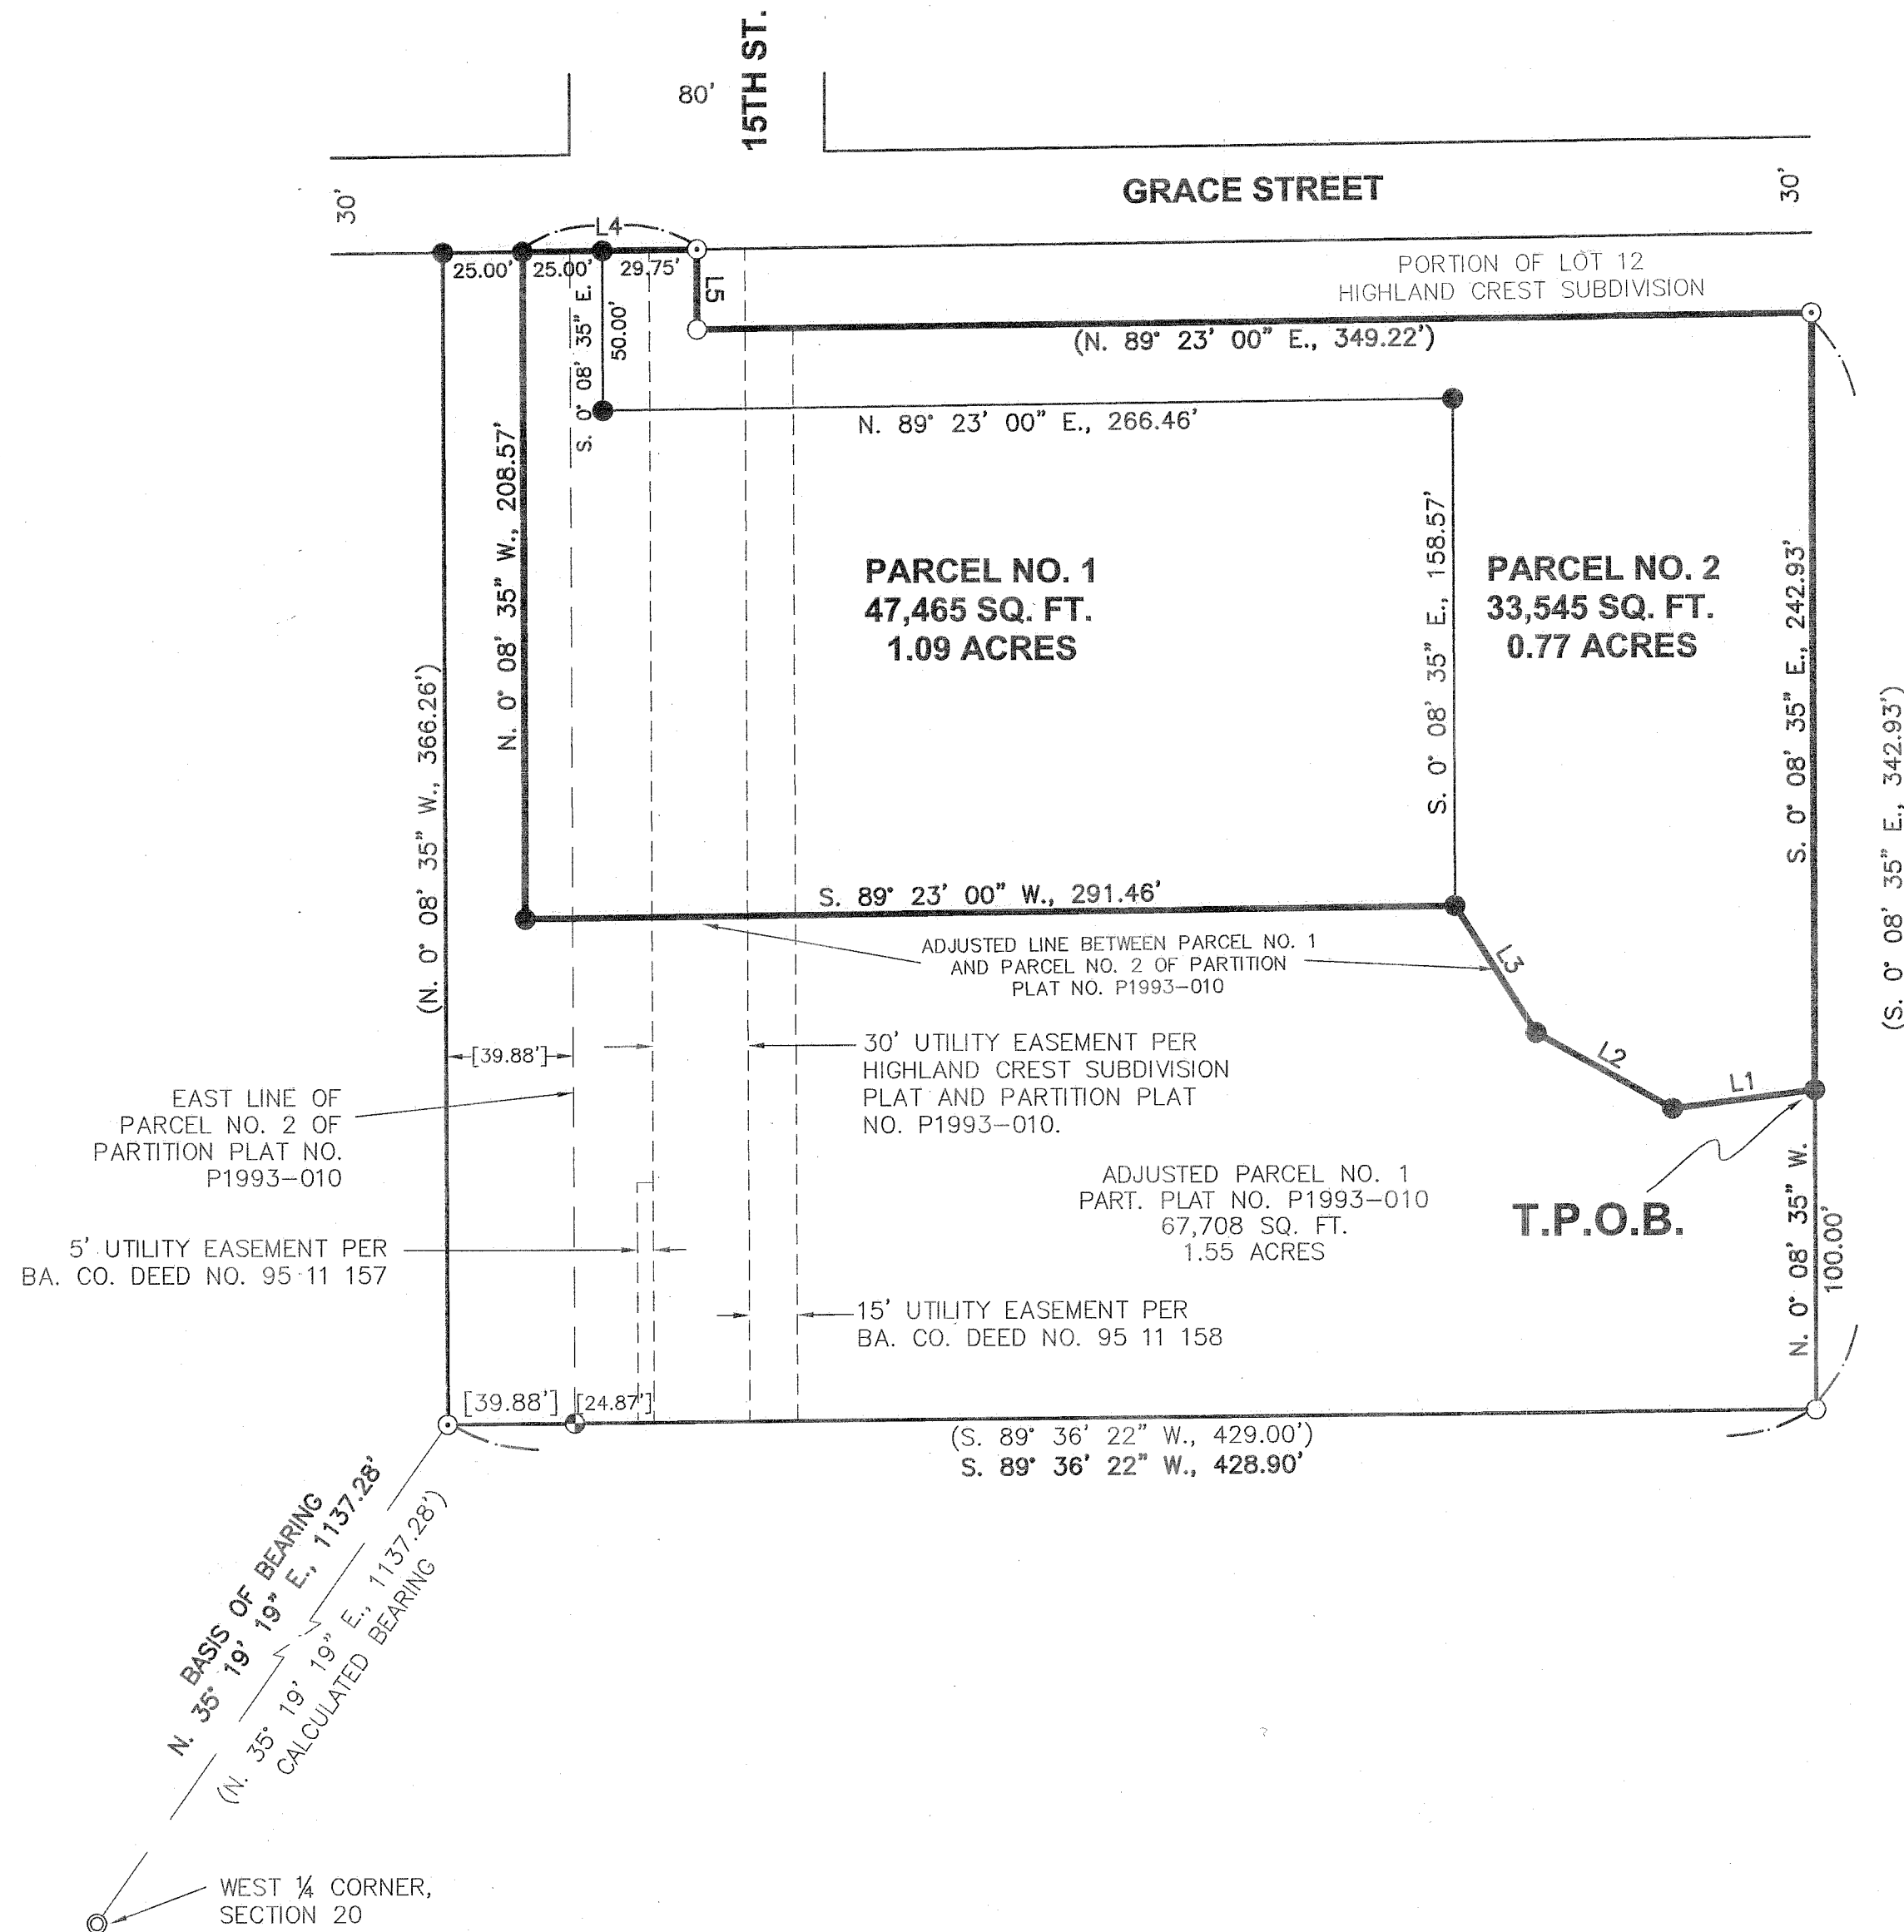 15TH ST.
80'
GRACE STREET
30'
30'
L4
25.00'
25.00'
29.75'
L5
PORTION OF LOT 12
HIGHLAND CREST SUBDIVISION
(N. 89° 23' 00" E., 349.22')
S. 0° 08' 35" E.
50.00'
N. 89° 23' 00" E., 266.46'
N. 0° 08' 35" W., 208.57'
(N. 0° 08' 35" W., 366.26')
PARCEL NO. 1
47,465 SQ. FT.
1.09 ACRES
S. 0° 08' 35" E., 158.57'
PARCEL NO. 2
33,545 SQ. FT.
0.77 ACRES
S. 0° 08' 35" E., 242.93'
(S. 0° 08' 35" E., 342.93')
S. 89° 23' 00" W., 291.46'
ADJUSTED LINE BETWEEN PARCEL NO. 1
AND PARCEL NO. 2 OF PARTITION
PLAT NO. P1993-010
L3
L2
L1
[39.88']
30' UTILITY EASEMENT PER
HIGHLAND CREST SUBDIVISION
PLAT AND PARTITION PLAT
NO. P1993-010.
EAST LINE OF
PARCEL NO. 2 OF
PARTITION PLAT NO.
P1993-010
ADJUSTED PARCEL NO. 1
PART. PLAT NO. P1993-010
67,708 SQ. FT.
1.55 ACRES
T.P.O.B.
N. 0° 08' 35" W.
100.00'
5' UTILITY EASEMENT PER
BA. CO. DEED NO. 95 11 157
15' UTILITY EASEMENT PER
BA. CO. DEED NO. 95 11 158
[39.88']
[24.87']
(S. 89° 36' 22" W., 429.00')
S. 89° 36' 22" W., 428.90'
BASIS OF BEARING
N. 35° 19' 19" E., 1137.28'
(N. 35° 19' 19" E., 1137.28')
CALCULATED BEARING
WEST ¼ CORNER,
SECTION 20